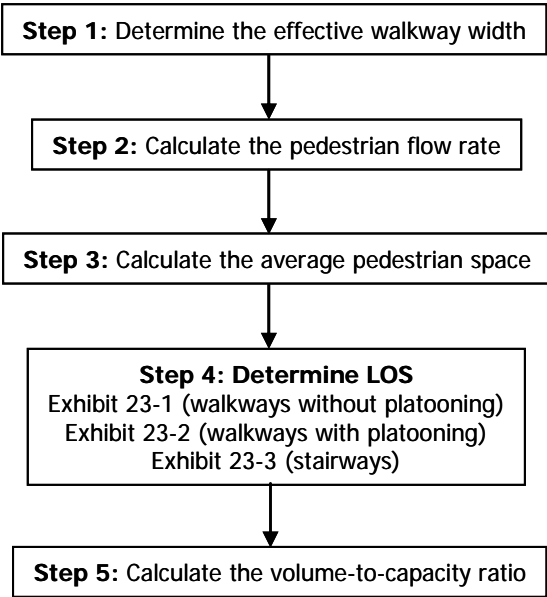 Step 1: Determine the effective walkway width
Step 2: Calculate the pedestrian flow rate
Step 3: Calculate the average pedestrian space
Step 4: Determine LOS
Exhibit 23-1 (walkways without platooning)
Exhibit 23-2 (walkways with platooning)
Exhibit 23-3 (stairways)
Step 5: Calculate the volume-to-capacity ratio